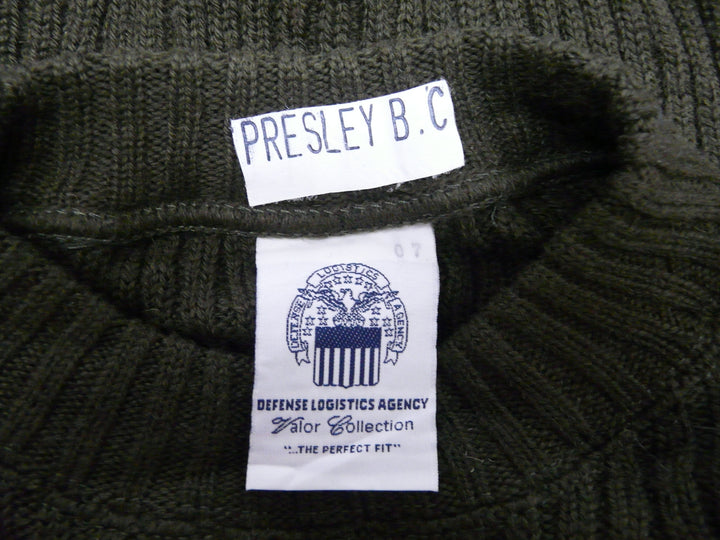 PRESLEY B. C
07
DEFENSE LOGISTICS AGENCY
DEFENSE LOGISTICS AGENCY
Valor Collection
"...THE PERFECT FIT"